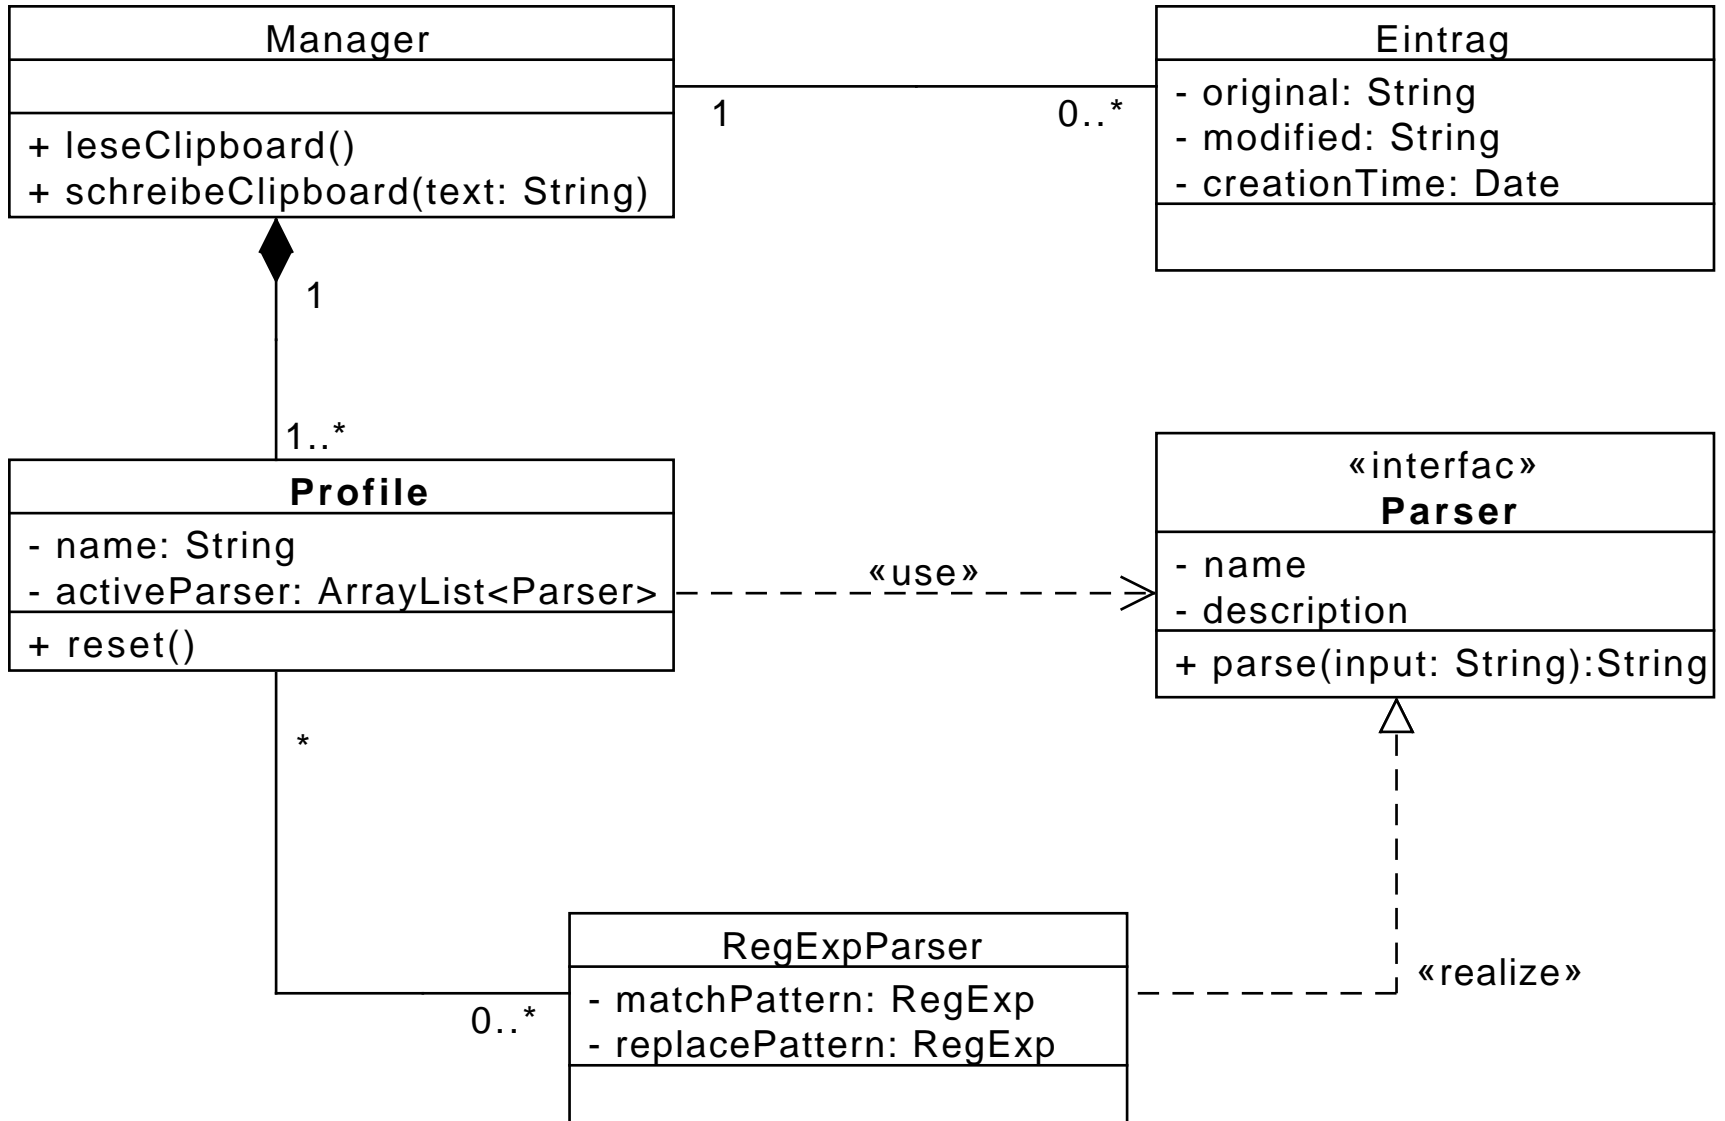 Manager
+ leseClipboard()
+ schreibeClipboard(text: String)
1
0..*
Eintrag
- original: String
- modified: String
- creationTime: Date
1
1..*
Profile
- name: String
- activeParser: ArrayList<Parser>
+ reset()
«use»
«interfac»
Parser
- name
- description
+ parse(input: String):String
*
0..*
RegExpParser
- matchPattern: RegExp
- replacePattern: RegExp
«realize»